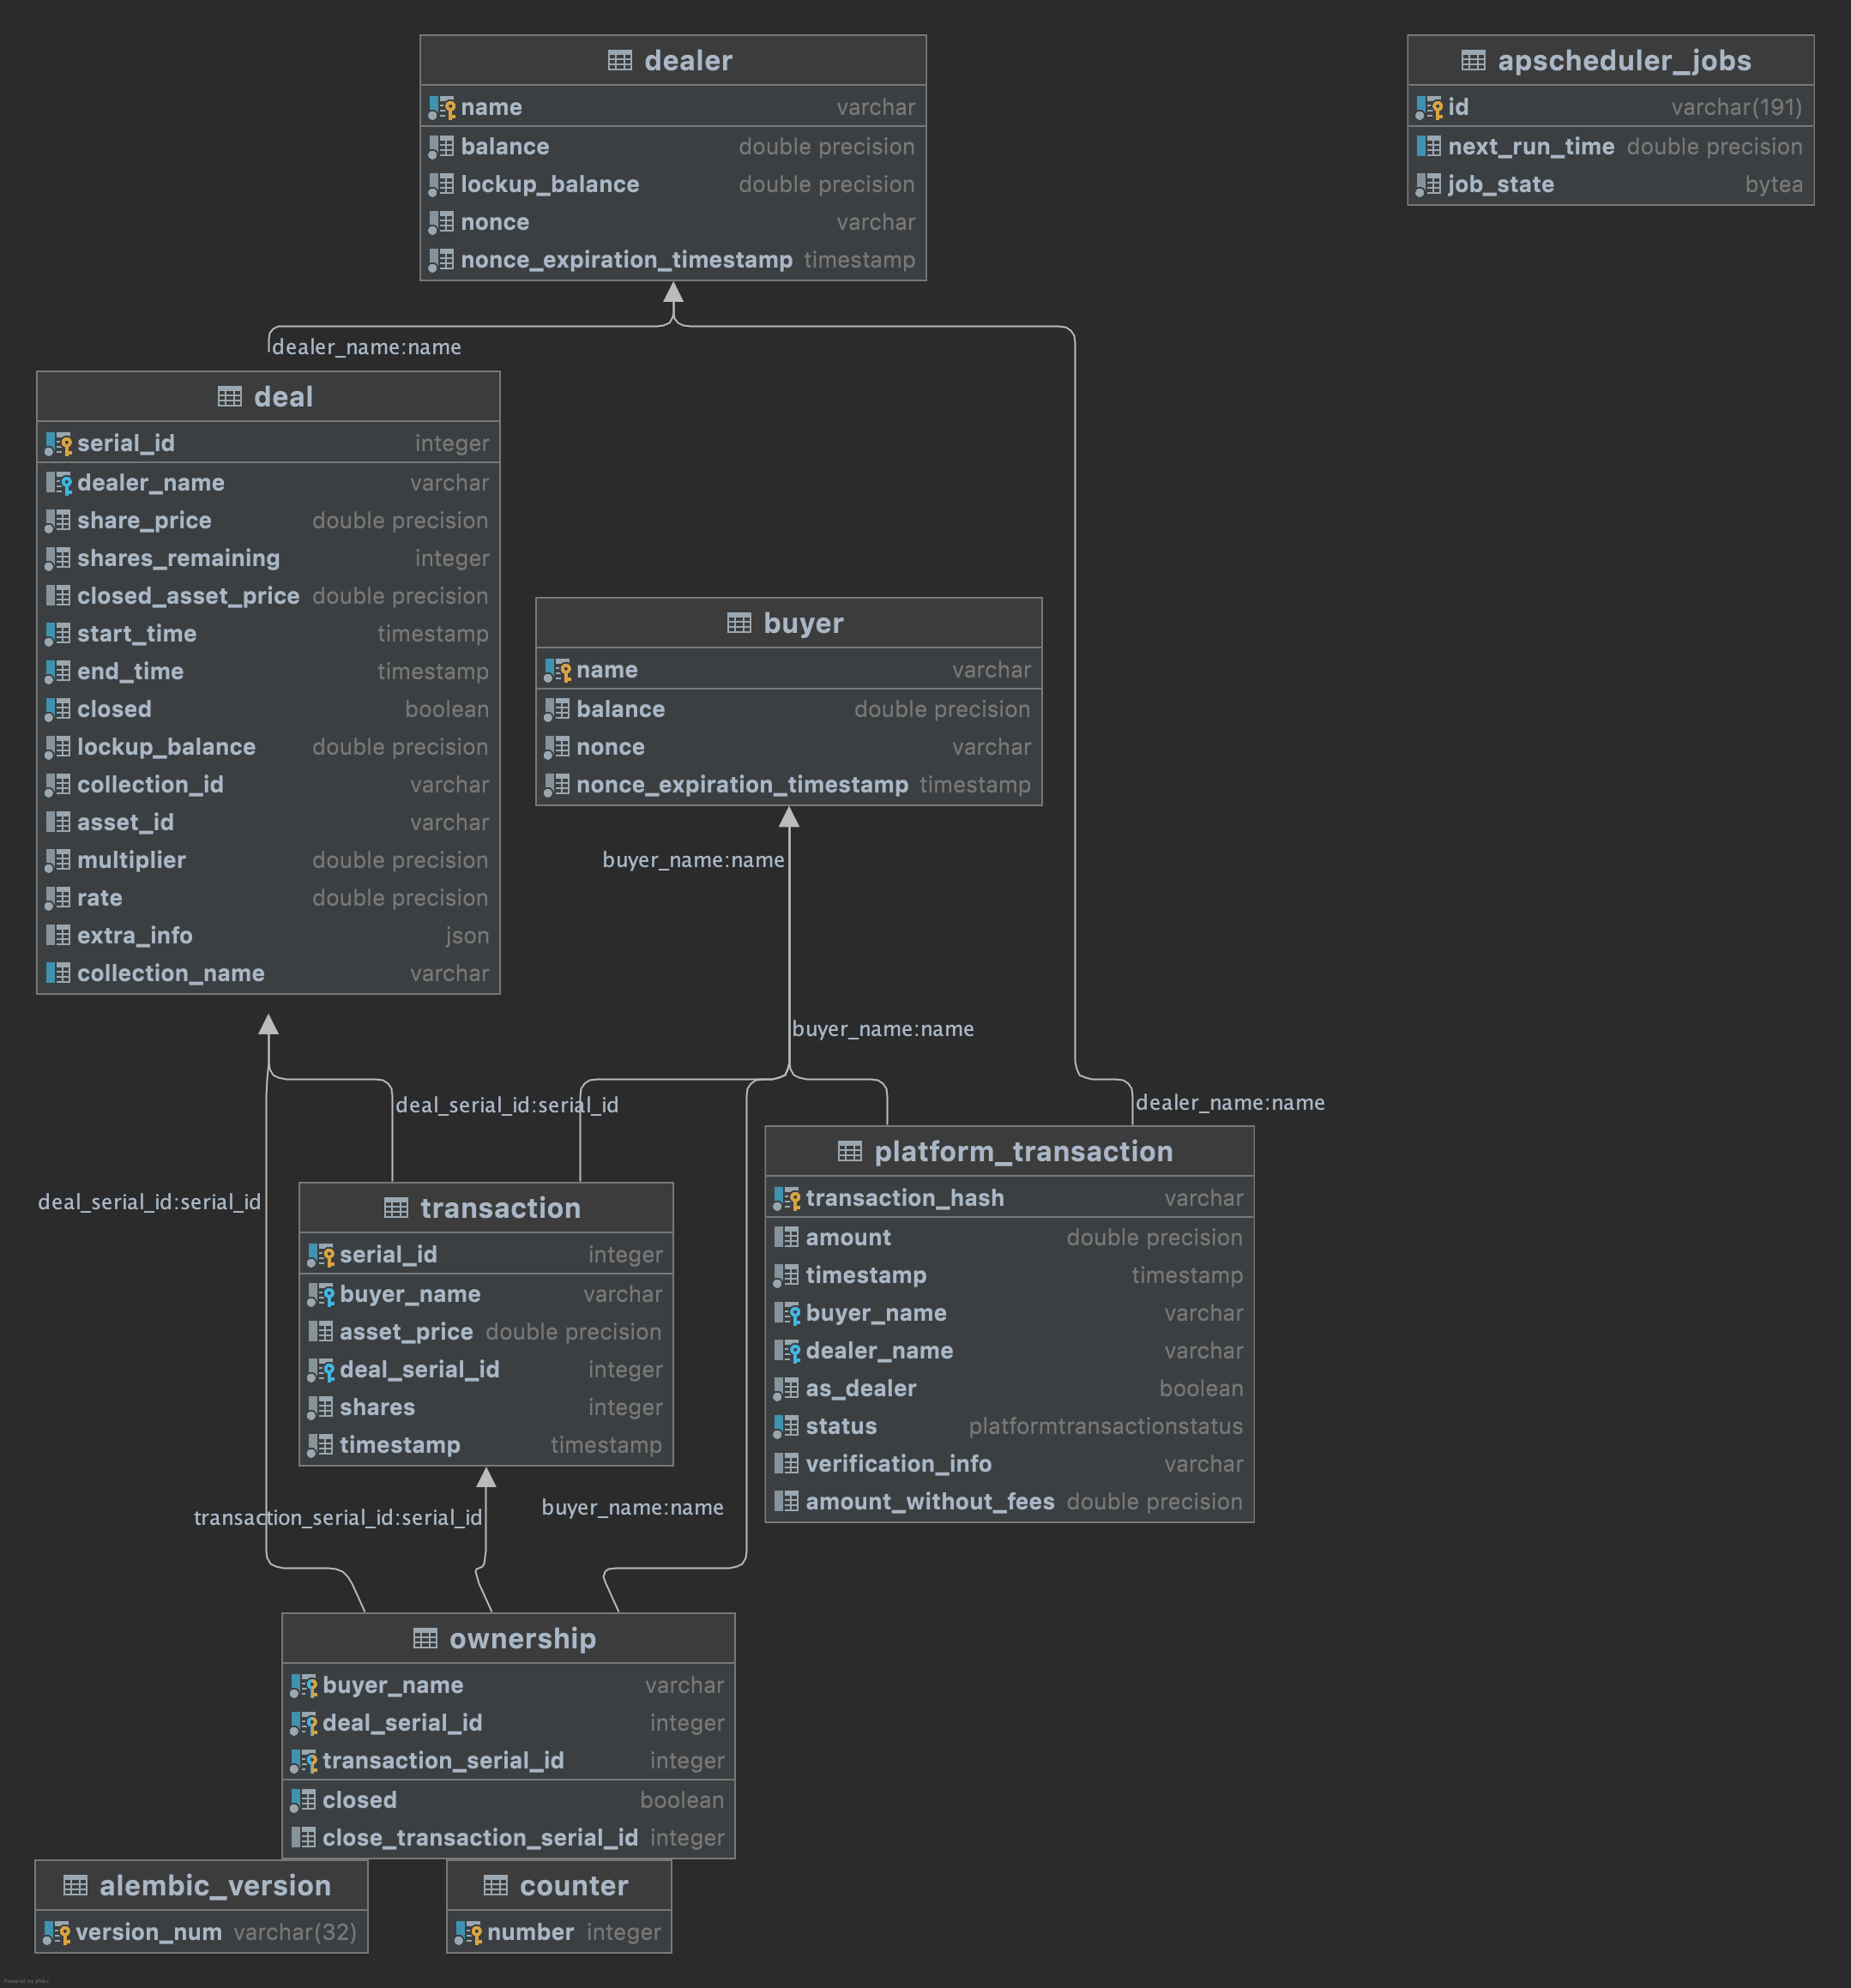 dealer
name varchar
balance double precision
lockup_balance double precision
nonce varchar
nonce_expiration_timestamp timestamp
apscheduler_jobs
id varchar(191)
next_run_time double precision
job_state bytea
dealer_name:name
deal
serial_id integer
dealer_name varchar
share_price double precision
shares_remaining integer
closed_asset_price double precision
start_time timestamp
end_time timestamp
closed boolean
lockup_balance double precision
collection_id varchar
asset_id varchar
multiplier double precision
rate double precision
extra_info json
collection_name varchar
buyer
name varchar
balance double precision
nonce varchar
nonce_expiration_timestamp timestamp
buyer_name:name
buyer_name:name
deal_serial_id:serial_id
dealer_name:name
deal_serial_id:serial_id
transaction
serial_id integer
buyer_name varchar
asset_price double precision
deal_serial_id integer
shares integer
timestamp timestamp
platform_transaction
transaction_hash varchar
amount double precision
timestamp timestamp
buyer_name varchar
dealer_name varchar
as_dealer boolean
status platformtransactionstatus
verification_info varchar
amount_without_fees double precision
transaction_serial_id:serial_id
buyer_name:name
ownership
buyer_name varchar
deal_serial_id integer
transaction_serial_id integer
closed boolean
close_transaction_serial_id integer
alembic_version
version_num varchar(32)
counter
number integer
Powered by yFiles